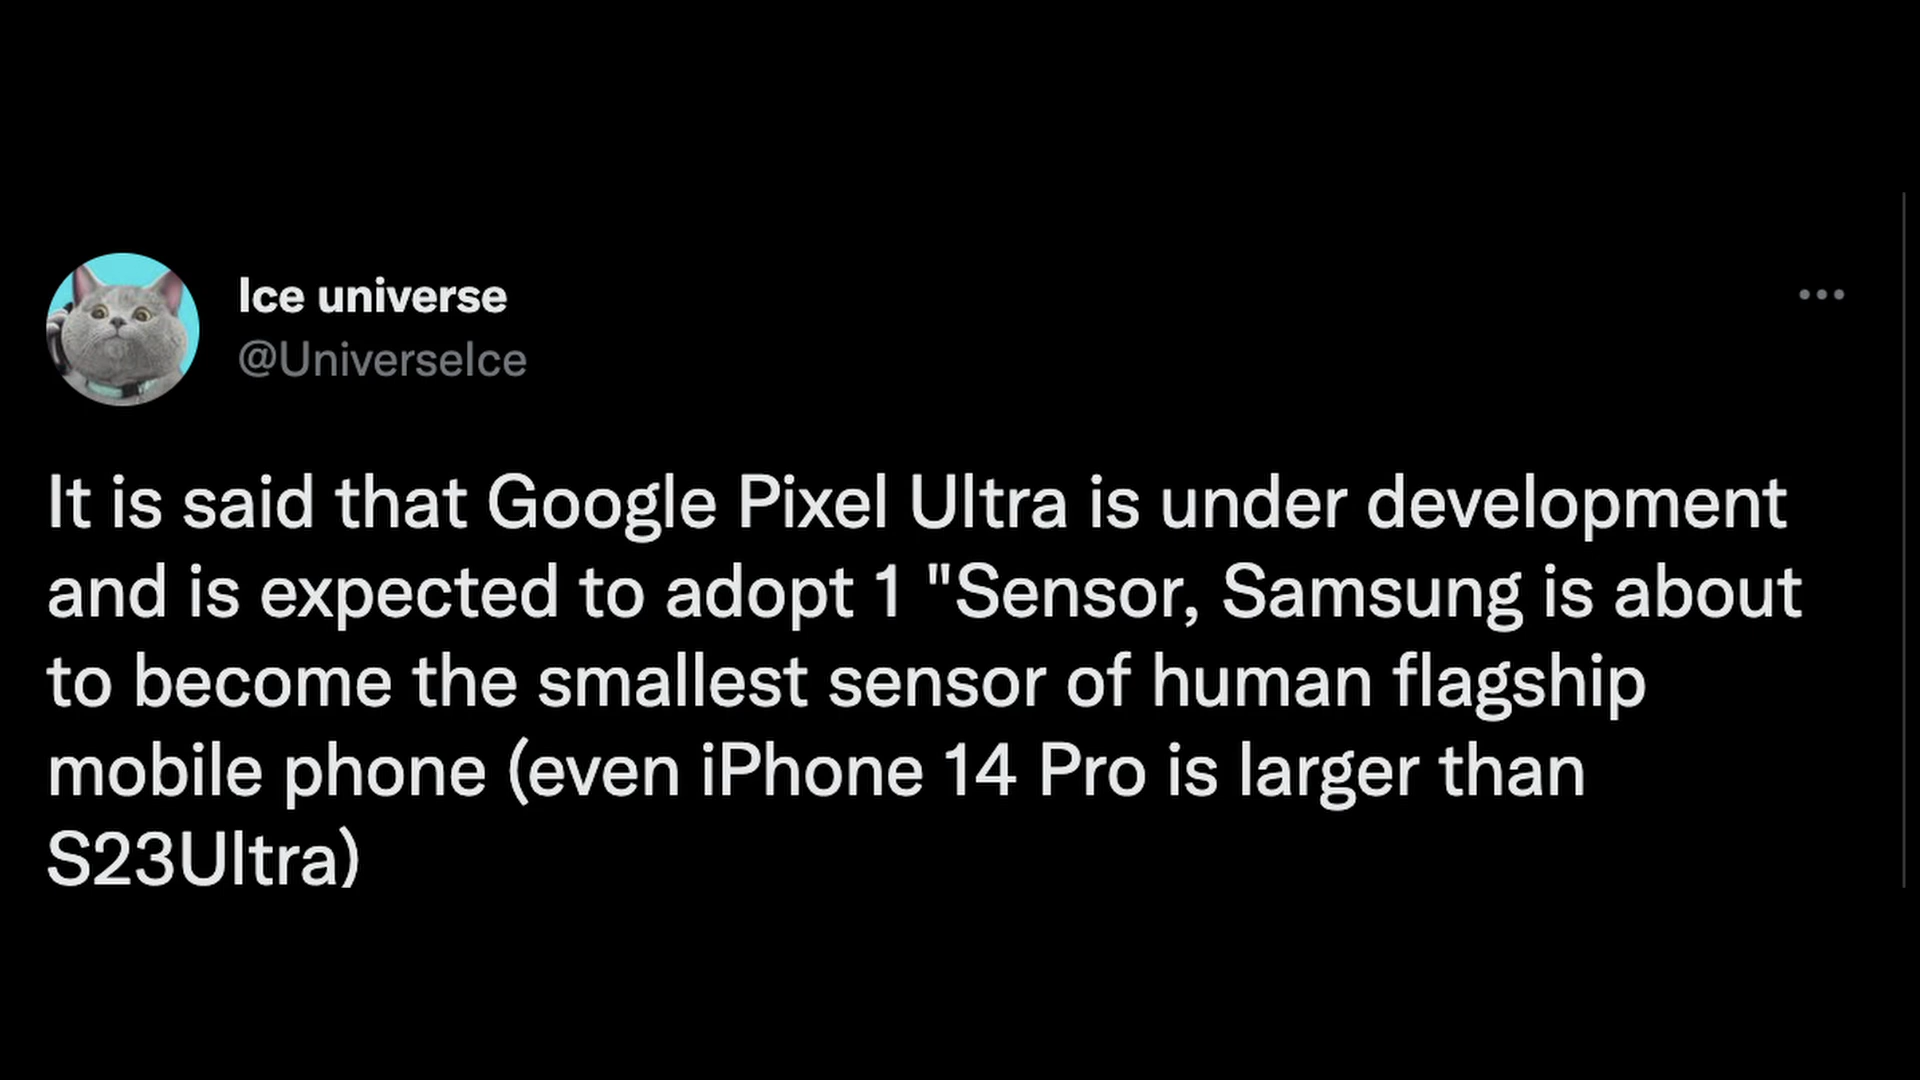 Ice universe
@UniverseIce
It is said that Google Pixel Ultra is under development
and is expected to adopt 1 "Sensor, Samsung is about
to become the smallest sensor of human flagship
mobile phone (even iPhone 14 Pro is larger than
S23Ultra)